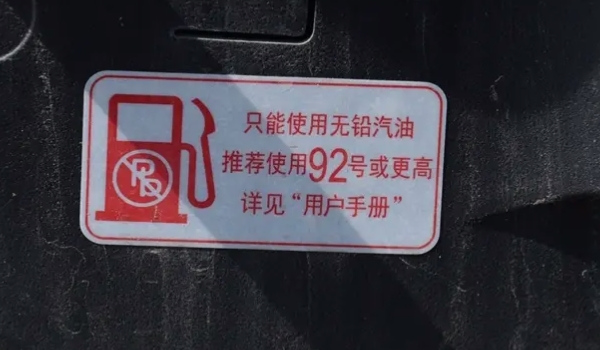 只能使用无铅汽油
推荐使用92号或更高
详见“用户手册”
Pb